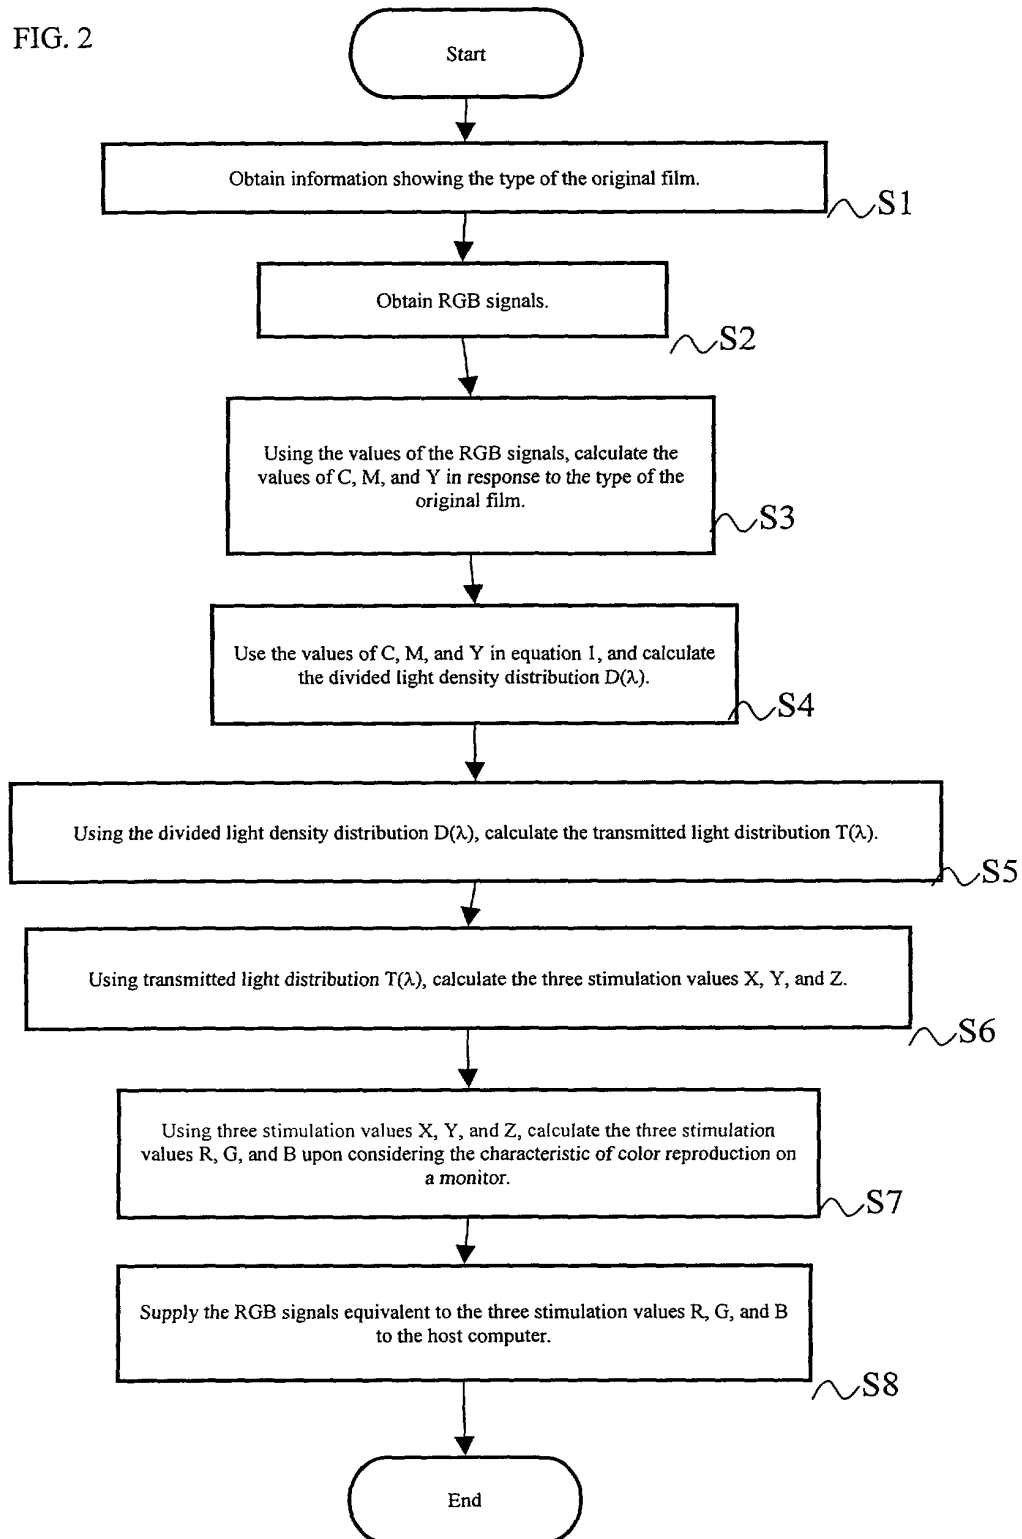 FIG. 2
Start
Obtain information showing the type of the original film.
S1
Obtain RGB signals.
S2
Using the values of the RGB signals, calculate the
values of C, M, and Y in response to the type of the
original film.
S3
Use the values of C, M, and Y in equation 1, and calculate
the divided light density distribution D(λ).
S4
Using the divided light density distribution D(λ), calculate the transmitted light distribution T(λ).
S5
Using transmitted light distribution T(λ), calculate the three stimulation values X, Y, and Z.
S6
Using three stimulation values X, Y, and Z, calculate the three stimulation
values R, G, and B upon considering the characteristic of color reproduction on
a monitor.
S7
Supply the RGB signals equivalent to the three stimulation values R, G, and B
to the host computer.
S8
End